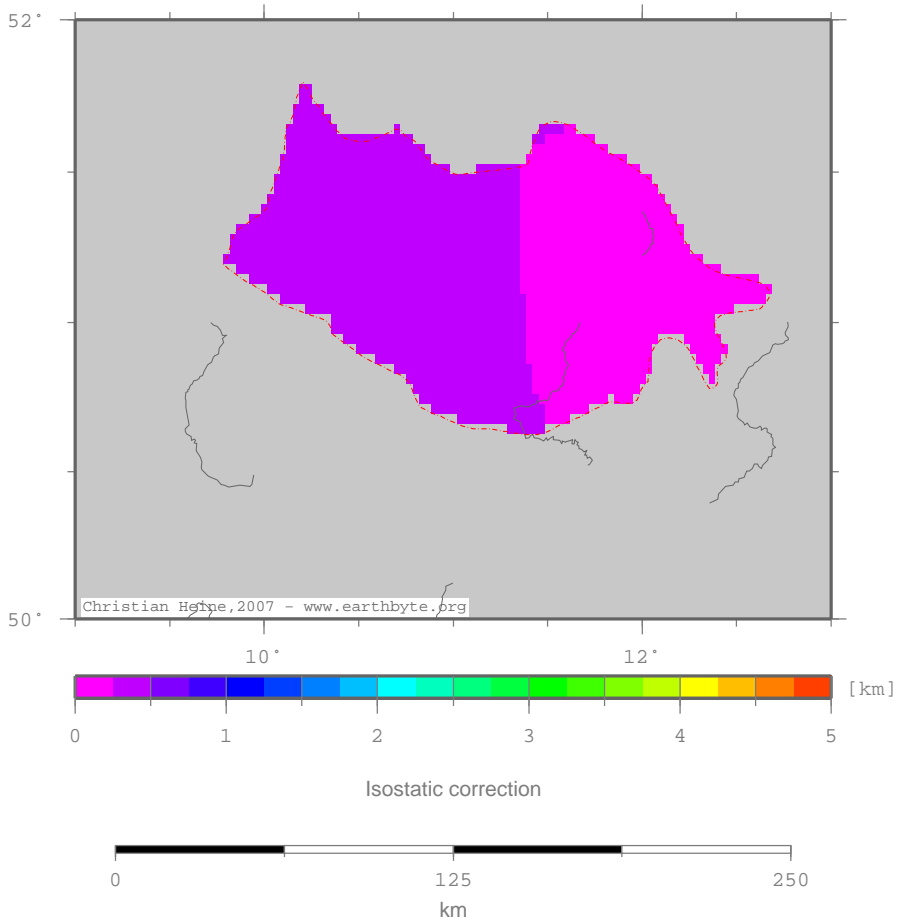 52°
Christian Heine,2007 - www.earthbyte.org
50°
10° 12°
[km]
0 1 2 3 4 5
Isostatic correction
0 125 250
km